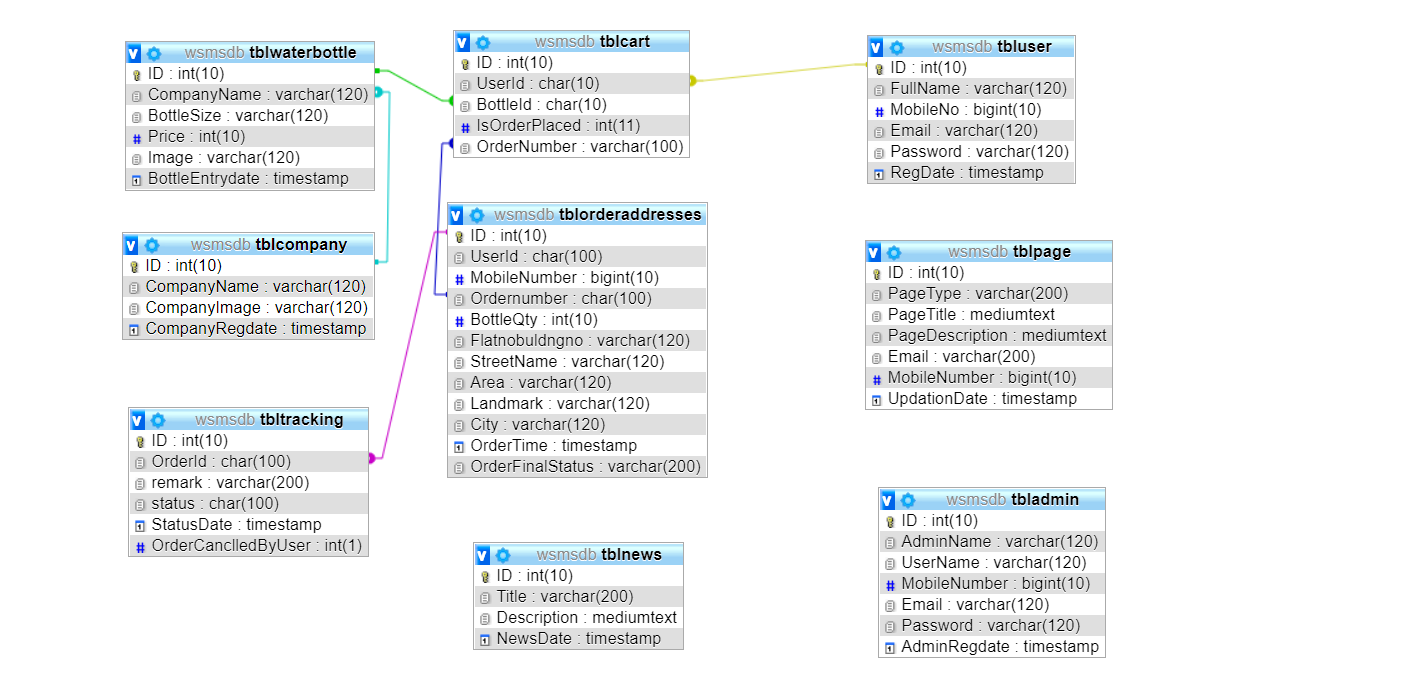 wsmsdb tblwaterbottle
ID : int(10)
CompanyName : varchar(120)
BottleSize : varchar(120)
Price : int(10)
Image : varchar(120)
BottleEntrydate : timestamp
wsmsdb tblcart
ID : int(10)
UserId : char(10)
BottleId : char(10)
IsOrderPlaced : int(11)
OrderNumber : varchar(100)
wsmsdb tbluser
ID : int(10)
FullName : varchar(120)
MobileNo : bigint(10)
Email : varchar(120)
Password : varchar(120)
RegDate : timestamp
wsmsdb tblcompany
ID : int(10)
CompanyName : varchar(120)
CompanyImage : varchar(120)
CompanyRegdate : timestamp
wsmsdb tblorderaddresses
ID : int(10)
UserId : char(100)
MobileNumber : bigint(10)
Ordernumber : char(100)
BottleQty : int(10)
Flatnobuldngno : varchar(120)
StreetName : varchar(120)
Area : varchar(120)
Landmark : varchar(120)
City : varchar(120)
OrderTime : timestamp
OrderFinalStatus : varchar(200)
wsmsdb tblpage
ID : int(10)
PageType : varchar(200)
PageTitle : mediumtext
PageDescription : mediumtext
Email : varchar(200)
MobileNumber : bigint(10)
UpdationDate : timestamp
wsmsdb tbltracking
ID : int(10)
OrderId : char(100)
remark : varchar(200)
status : char(100)
StatusDate : timestamp
OrderCanclledByUser : int(1)
wsmsdb tblnews
ID : int(10)
Title : varchar(200)
Description : mediumtext
NewsDate : timestamp
wsmsdb tbladmin
ID : int(10)
AdminName : varchar(120)
UserName : varchar(120)
MobileNumber : bigint(10)
Email : varchar(120)
Password : varchar(120)
AdminRegdate : timestamp